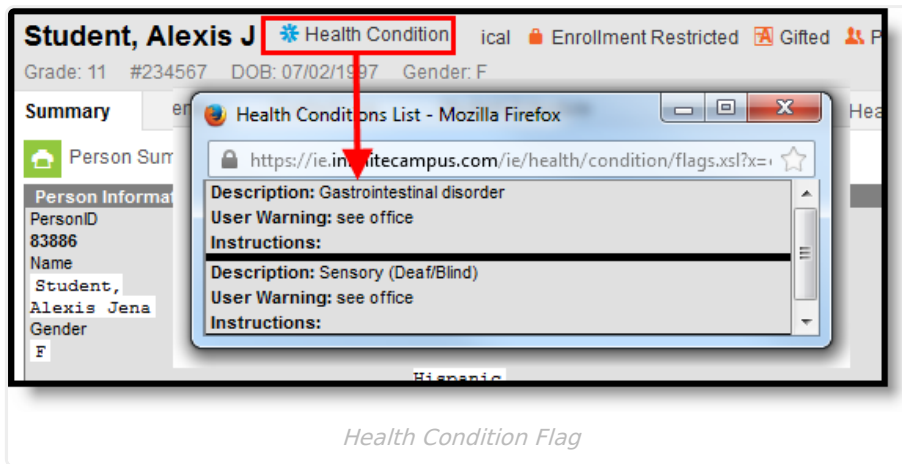 Student, Alexis J Health Condition ical Enrollment Restricted Gifted P
Grade: 11 #234567 DOB: 07/02/1997 Gender: F
Summary er Hea
Health Conditions List - Mozilla Firefox
Person Sum
https://ie.infinitecampus.com/ie/health/condition/flags.xsl?x=
Person Informat
PersonID
83886
Name
Student,
Alexis Jena
Gender
F
Description: Gastrointestinal disorder
User Warning: see office
Instructions:
Description: Sensory (Deaf/Blind)
User Warning: see office
Instructions:
Hispanic
Health Condition Flag